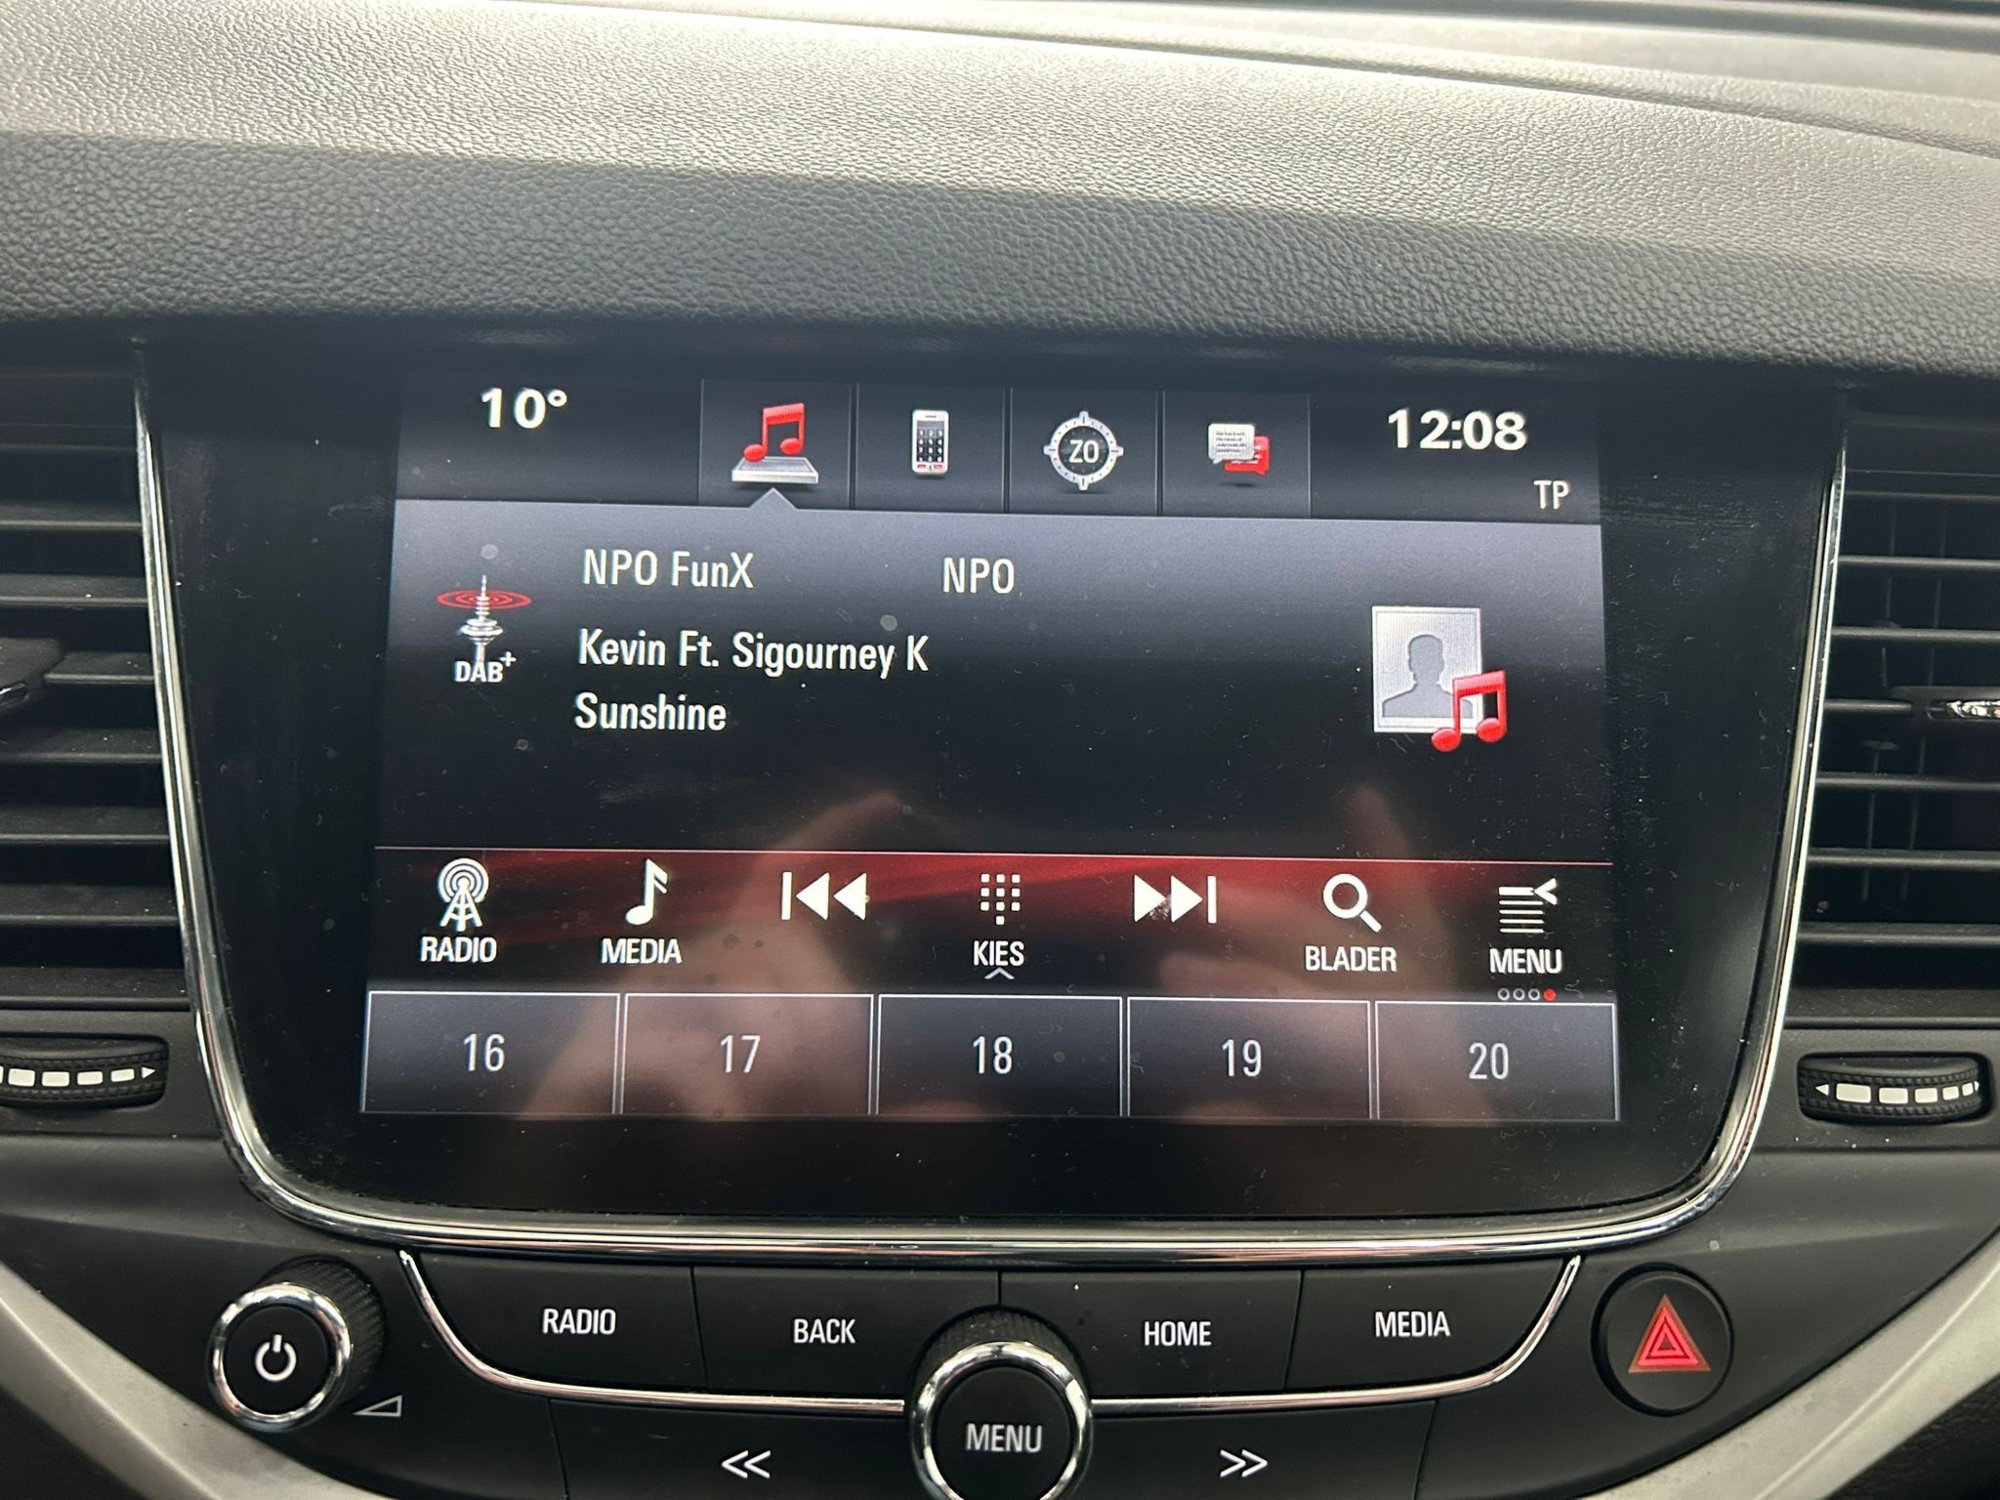 10°
ZO
12:08
TP
NPO FunX
NPO
DAB+
Kevin Ft. Sigourney K
Sunshine
RADIO
MEDIA
KIES
BLADER
MENU
16
17
18
19
20
RADIO
BACK
HOME
MEDIA
MENU